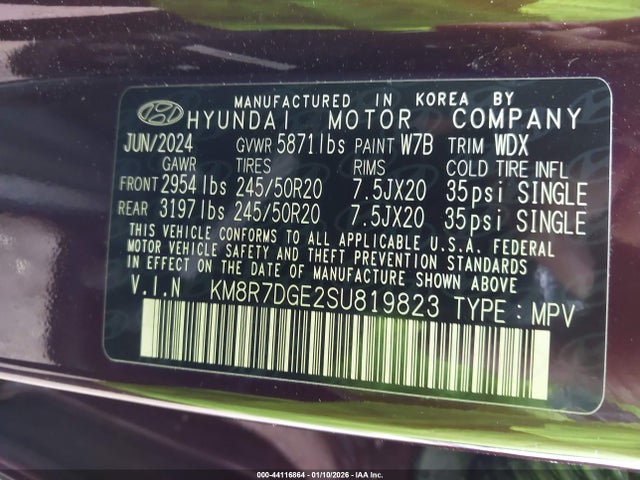 MANUFACTURED IN KOREA BY
HYUNDAI MOTOR COMPANY
JUN/2024 GVWR 5871lbs PAINT W7B TRIM WDX
GAWR TIRES RIMS COLD TIRE INFL
FRONT 2954lbs 245/50R20 7.5JX20 35psi SINGLE
REAR 3197lbs 245/50R20 7.5JX20 35psi SINGLE
THIS VEHICLE CONFORMS TO ALL APPLICABLE U.S.A. FEDERAL
MOTOR VEHICLE SAFETY AND THEFT PREVENTION STANDARDS
IN EFFECT ON THE DATE OF MANUFACTURE SHOWN ABOVE.
V.I.N KM8R7DGE2SU819823 TYPE : MPV
000-44116864 - 01/10/2026 - IAA Inc.